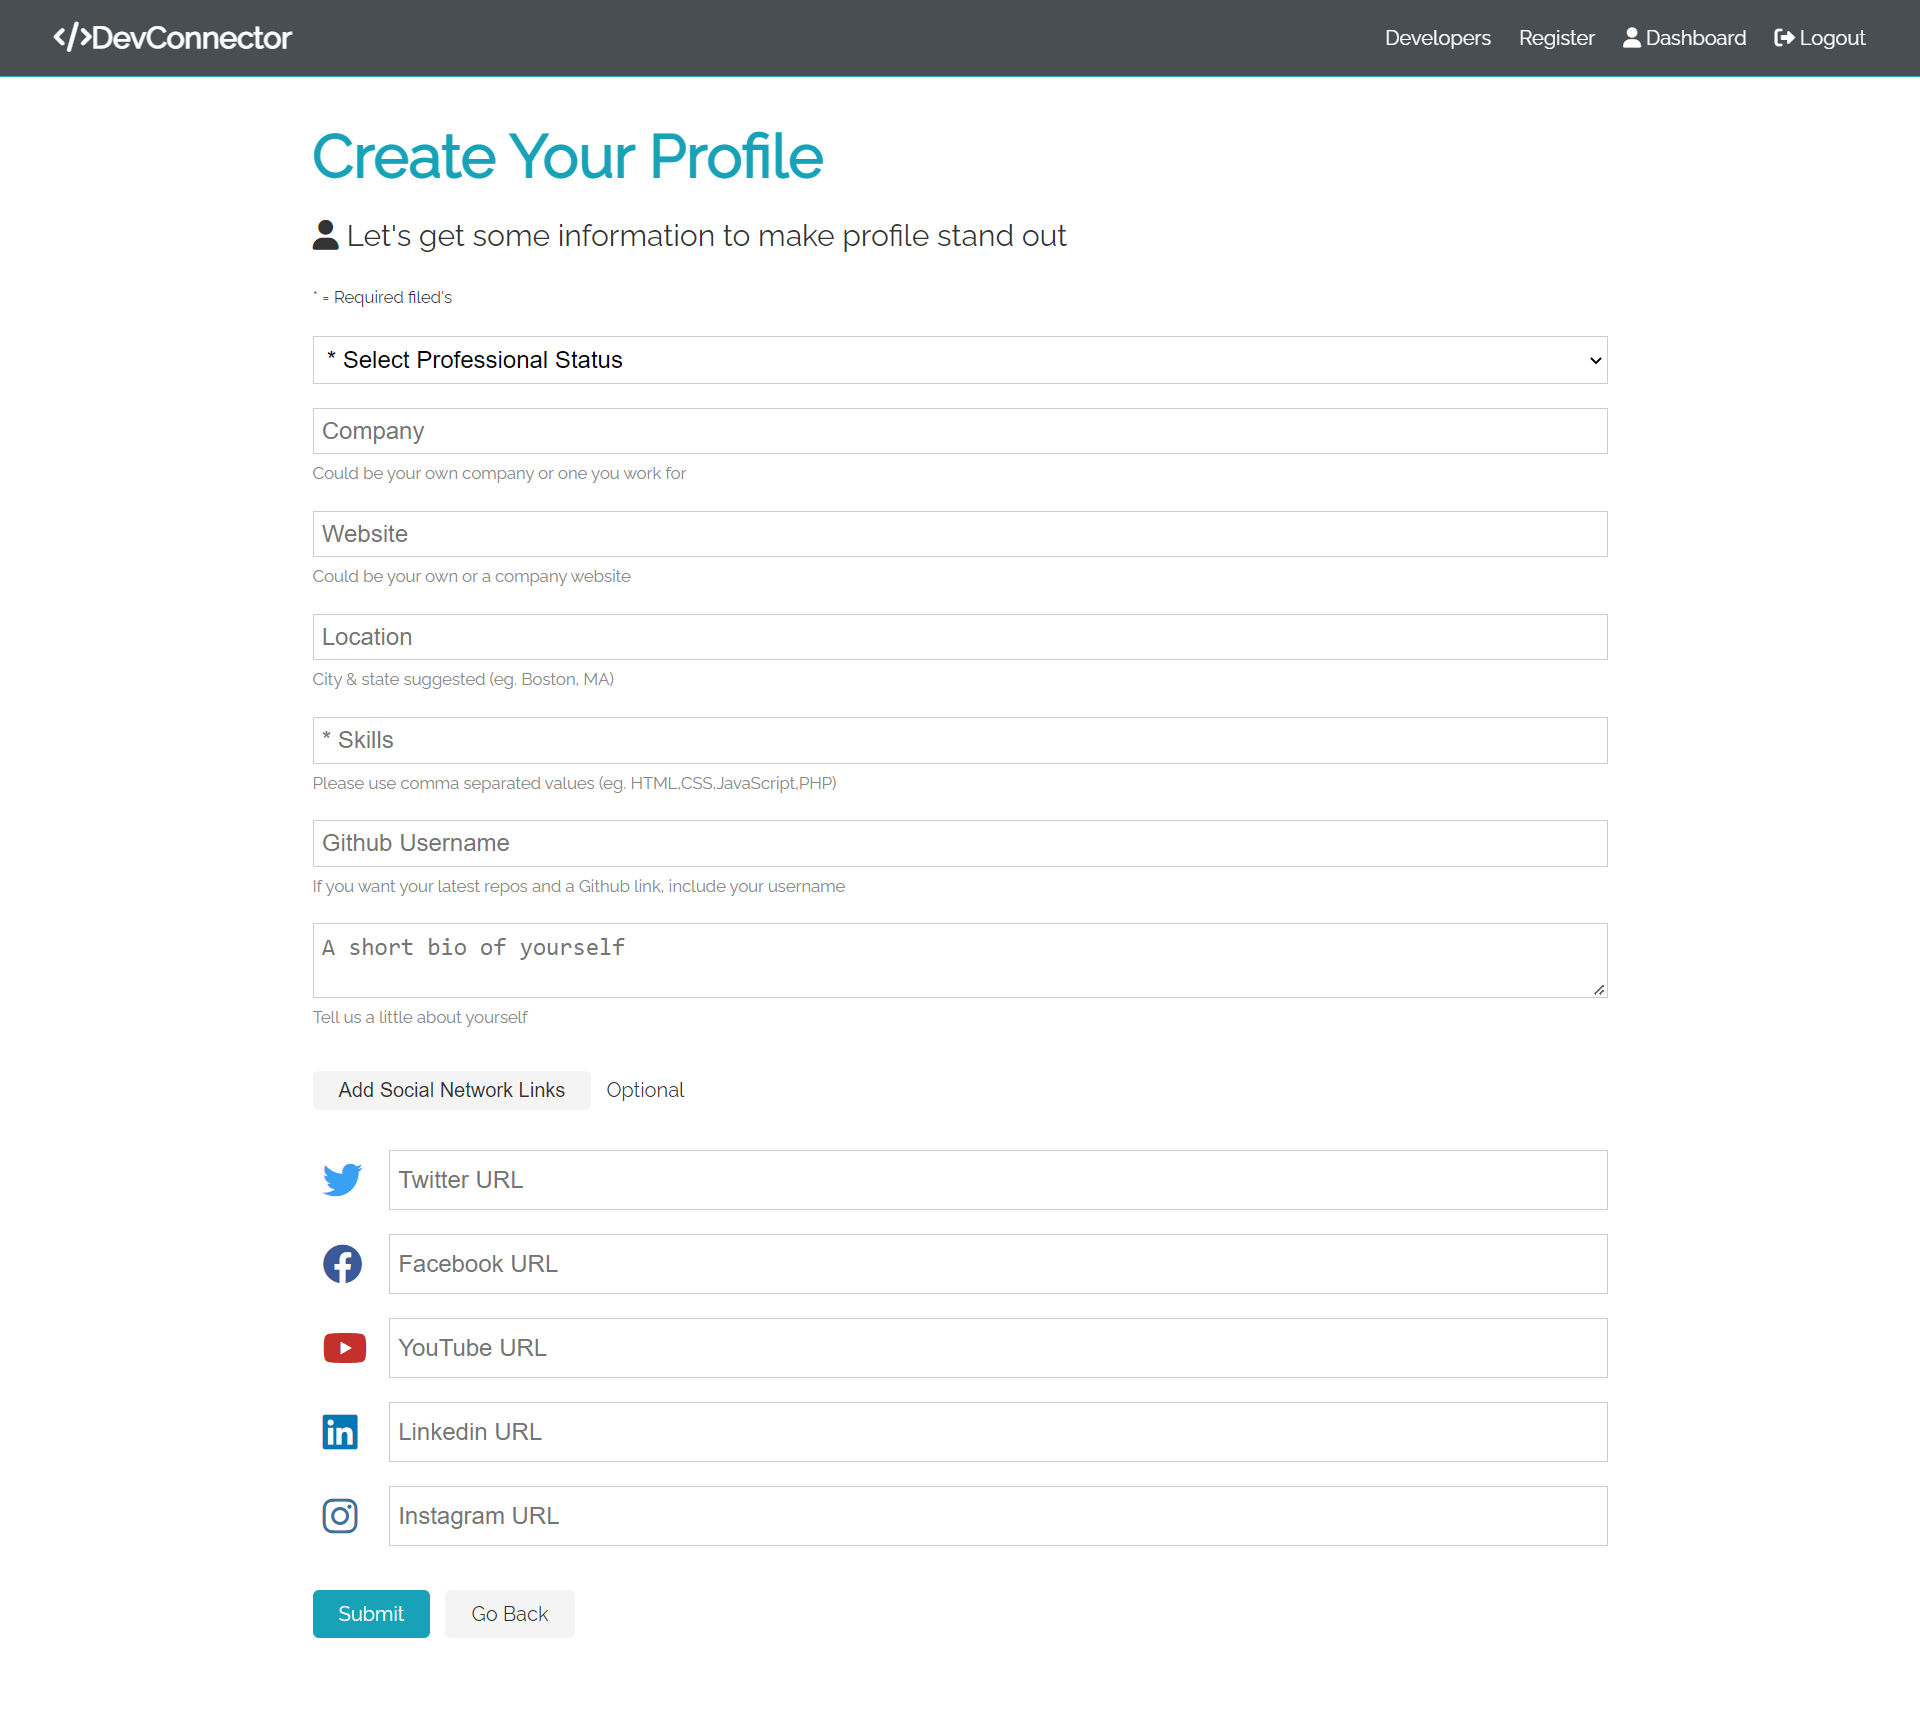 </>DevConnector
Developers Register Dashboard Logout
Create Your Profile
Let's get some information to make profile stand out
* = Required filed's
* Select Professional Status
Company
Could be your own company or one you work for
Website
Could be your own or a company website
Location
City & state suggested (eg. Boston, MA)
* Skills
Please use comma separated values (eg. HTML,CSS,JavaScript,PHP)
Github Username
If you want your latest repos and a Github link, include your username
A short bio of yourself
Tell us a little about yourself
Add Social Network Links Optional
Twitter URL
Facebook URL
YouTube URL
Linkedin URL
Instagram URL
Submit Go Back